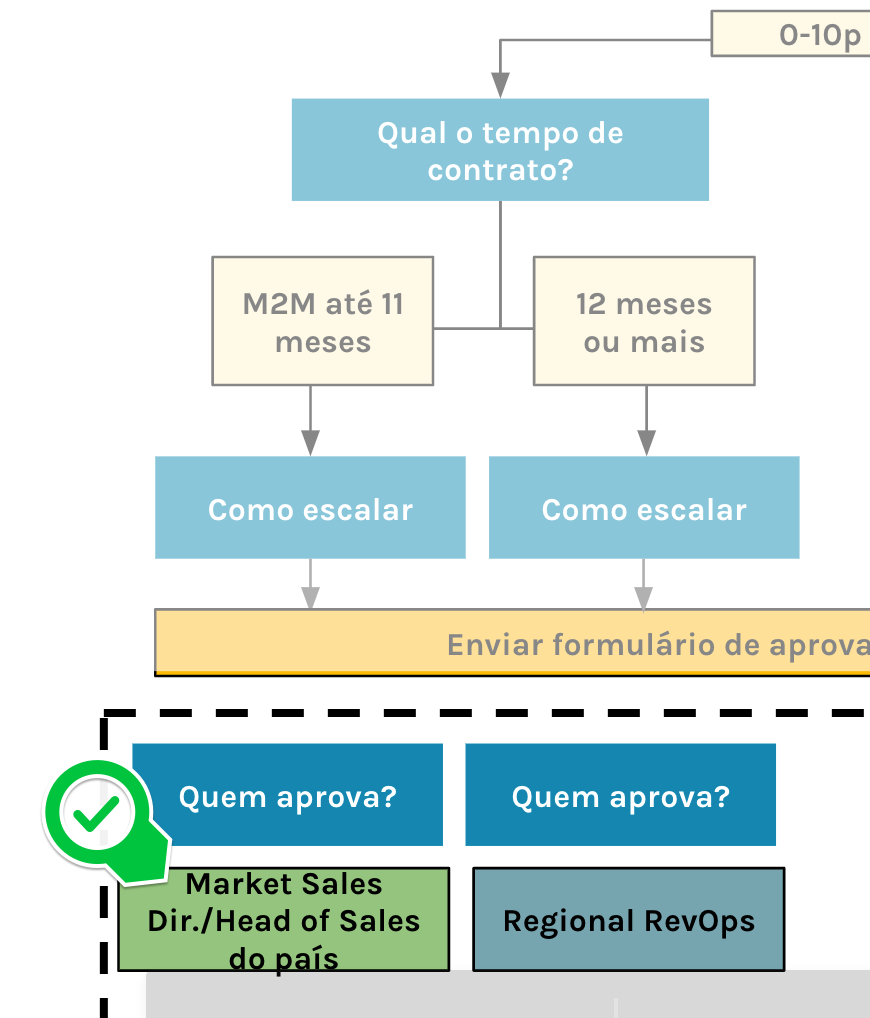 0-10p
Qual o tempo de
contrato?
M2M até 11
meses
12 meses
ou mais
Como escalar
Como escalar
Enviar formulário de aprova
Quem aprova?
Quem aprova?
Market Sales
Dir./Head of Sales
do país
Regional RevOps